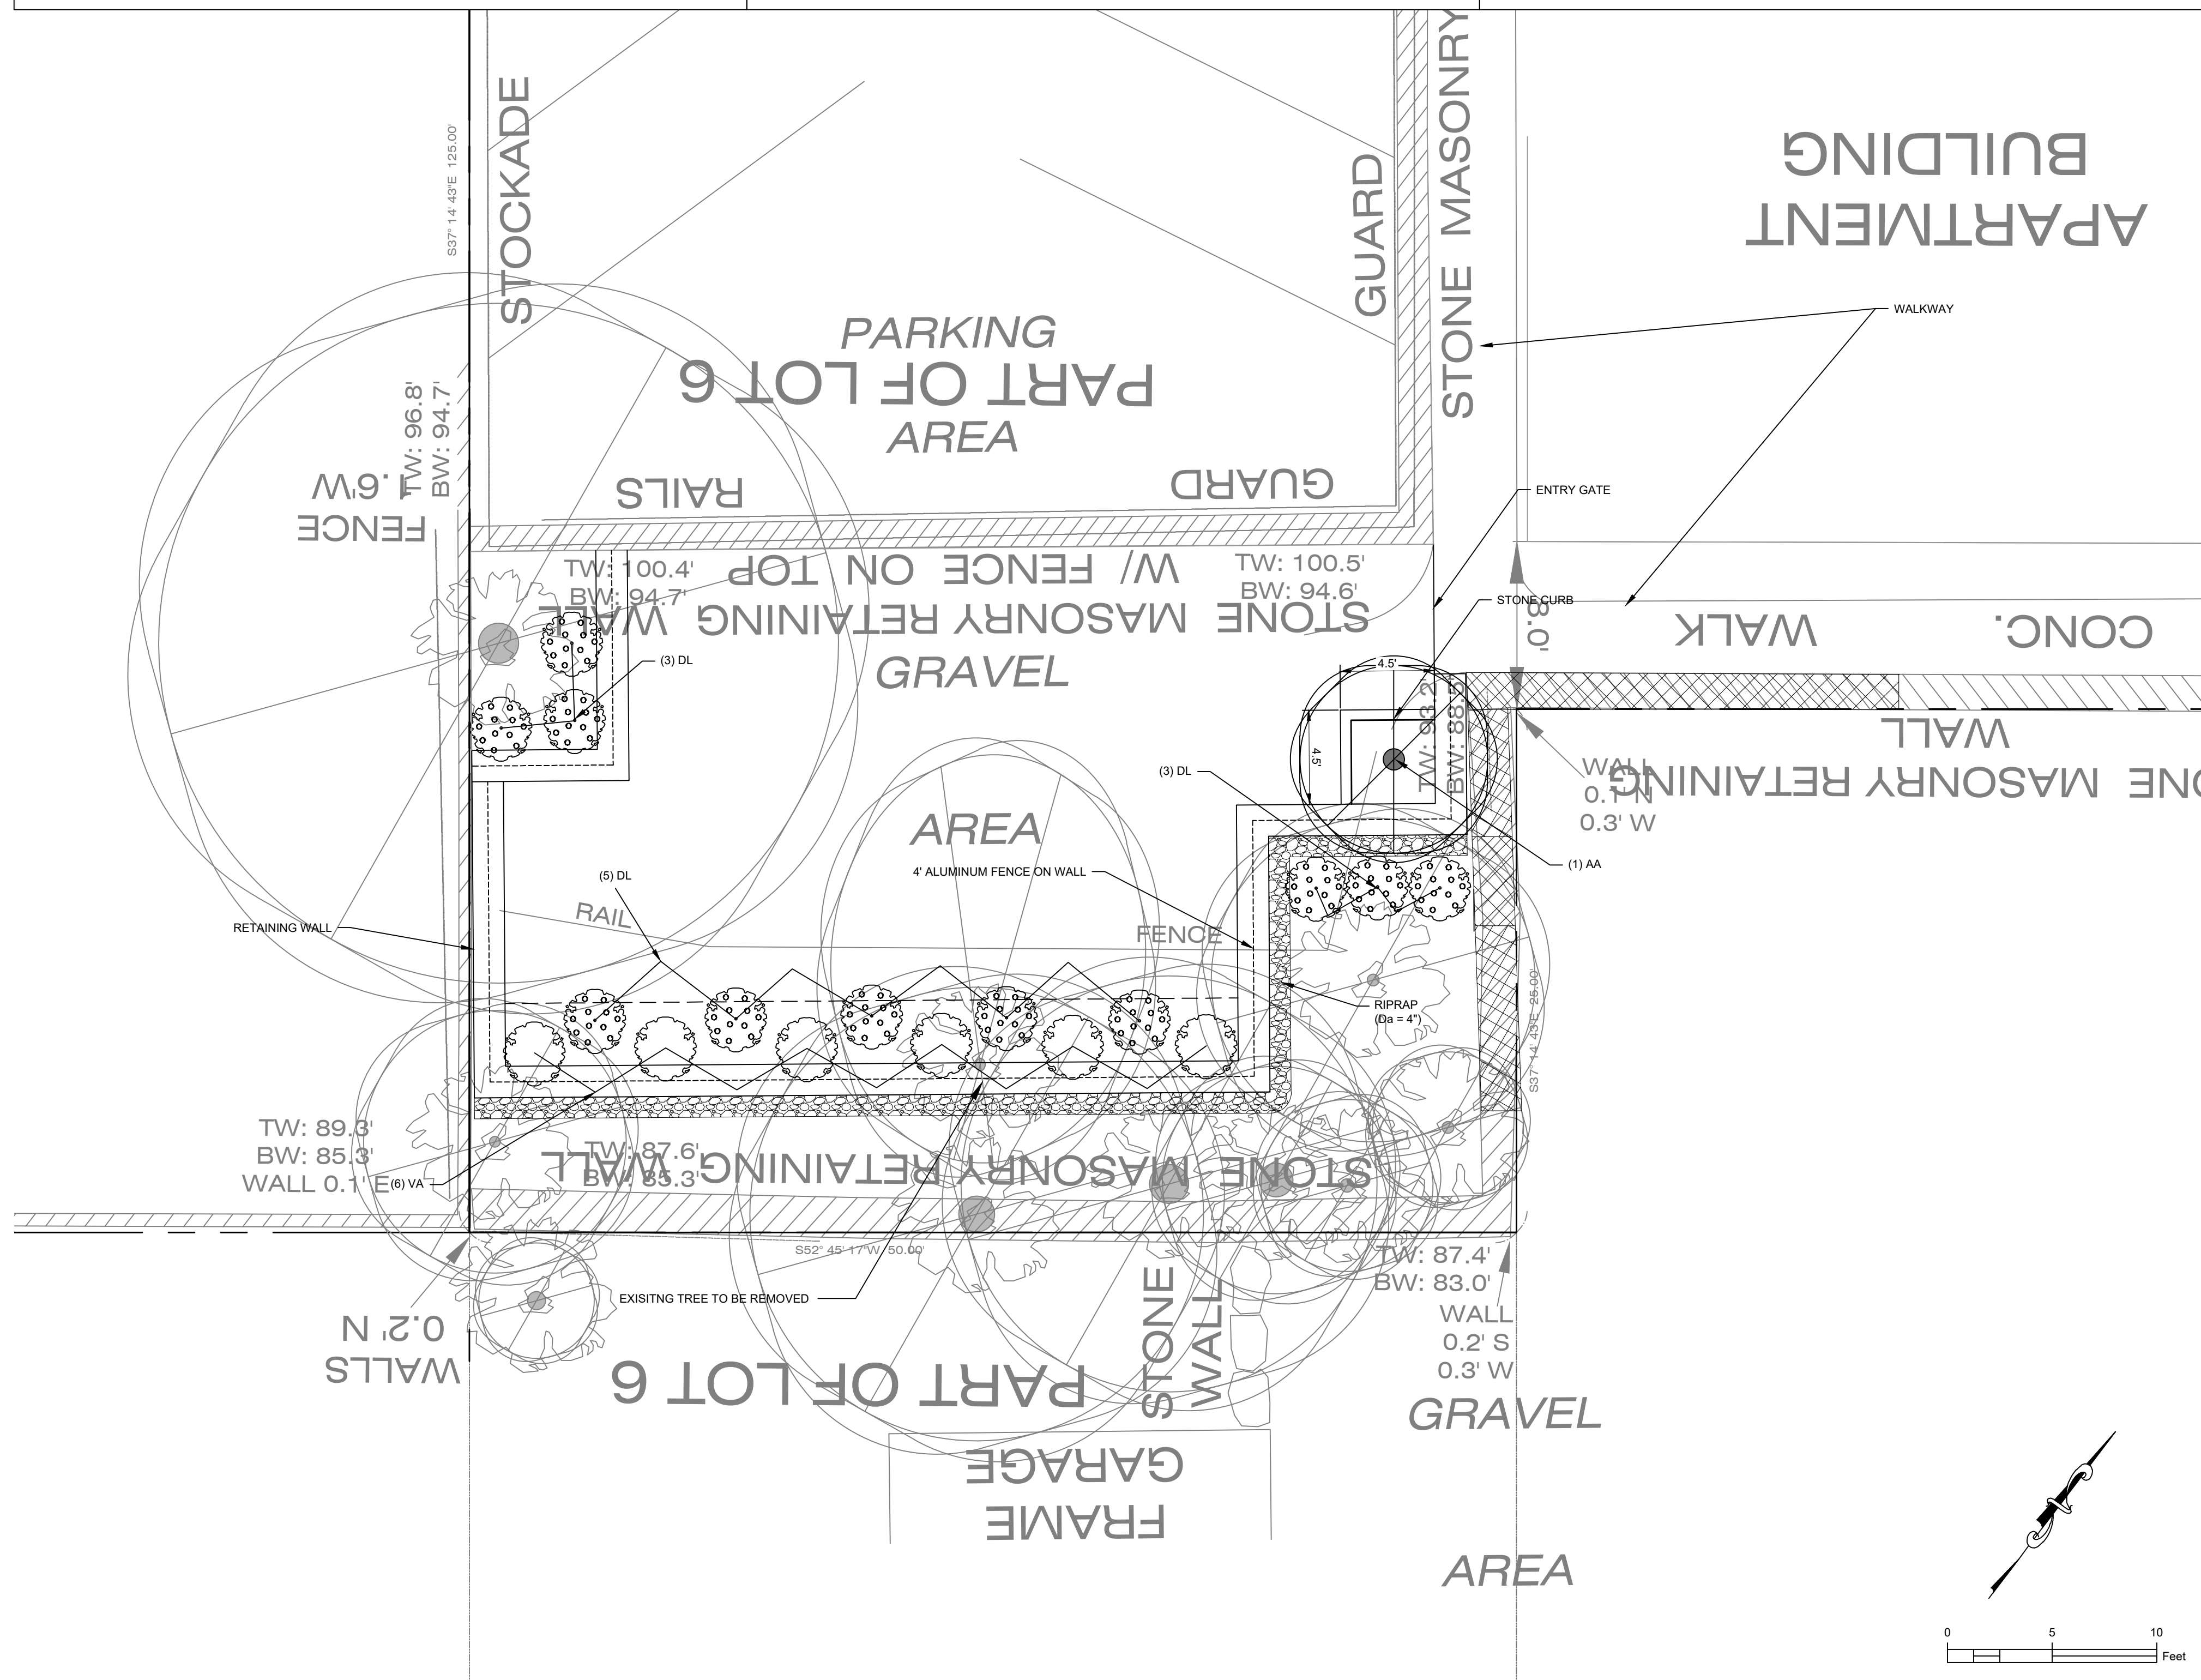 STOCKADE
S37° 14' 43"E 125.00'
GUARD
STONE MASONRY
APARTMENT
BUILDING
WALKWAY
PARKING
PART OF LOT 6
AREA
TW: 96.8'
BW: 94.7'
FENCE
1.6'W
RAILS
GUARD
ENTRY GATE
TW: 100.4'
BW: 94.7'
STONE MASONRY RETAINING WALL
W/ FENCE ON TOP
TW: 100.5'
BW: 94.6'
STONE CURB
8.0'
CONC. WALK
(3) DL
GRAVEL
4.5'
4.5'
TW: 93.2'
BW: 88.5'
MASONRY RETAINING
WALL
WALL
0.1' N
0.3' W
(3) DL
AREA
4' ALUMINUM FENCE ON WALL
(1) AA
(5) DL
RAIL
FENCE
RETAINING WALL
RIPRAP
(Da = 4")
S37° 14' 43"E 25.00'
TW: 89.3'
BW: 85.3'
WALL 0.1' E
(6) VA
TW: 87.6'
BW: 85.3'
STONE MASONRY RETAINING WALL
S52° 45' 17"W 50.00'
EXISITNG TREE TO BE REMOVED
TW: 87.4'
BW: 83.0'
WALL
0.2' S
0.3' W
WALLS
0.2' N
STONE
WALL
PART OF LOT 6
GRAVEL
FRAME
GARAGE
AREA
0 5 10
Feet